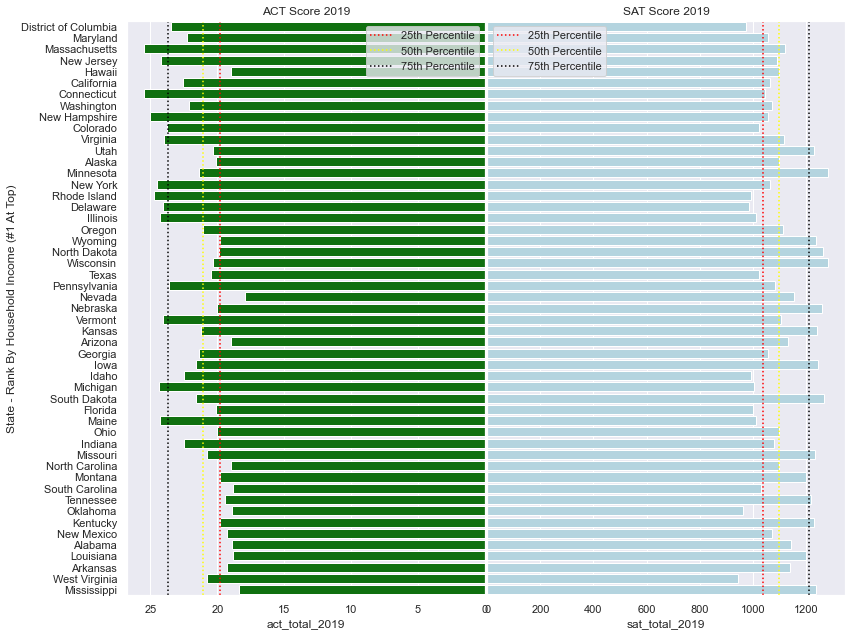 ACT Score 2019
SAT Score 2019
State - Rank By Household Income (#1 At Top)
District of Columbia
Maryland
Massachusetts
New Jersey
Hawaii
California
Connecticut
Washington
New Hampshire
Colorado
Virginia
Utah
Alaska
Minnesota
New York
Rhode Island
Delaware
Illinois
Oregon
Wyoming
North Dakota
Wisconsin
Texas
Pennsylvania
Nevada
Nebraska
Vermont
Kansas
Arizona
Georgia
Iowa
Idaho
Michigan
South Dakota
Florida
Maine
Ohio
Indiana
Missouri
North Carolina
Montana
South Carolina
Tennessee
Oklahoma
Kentucky
New Mexico
Alabama
Louisiana
Arkansas
West Virginia
Mississippi
25th Percentile
50th Percentile
75th Percentile
25th Percentile
50th Percentile
75th Percentile
25 20 15 10 5 0
0 200 400 600 800 1000 1200
act_total_2019
sat_total_2019